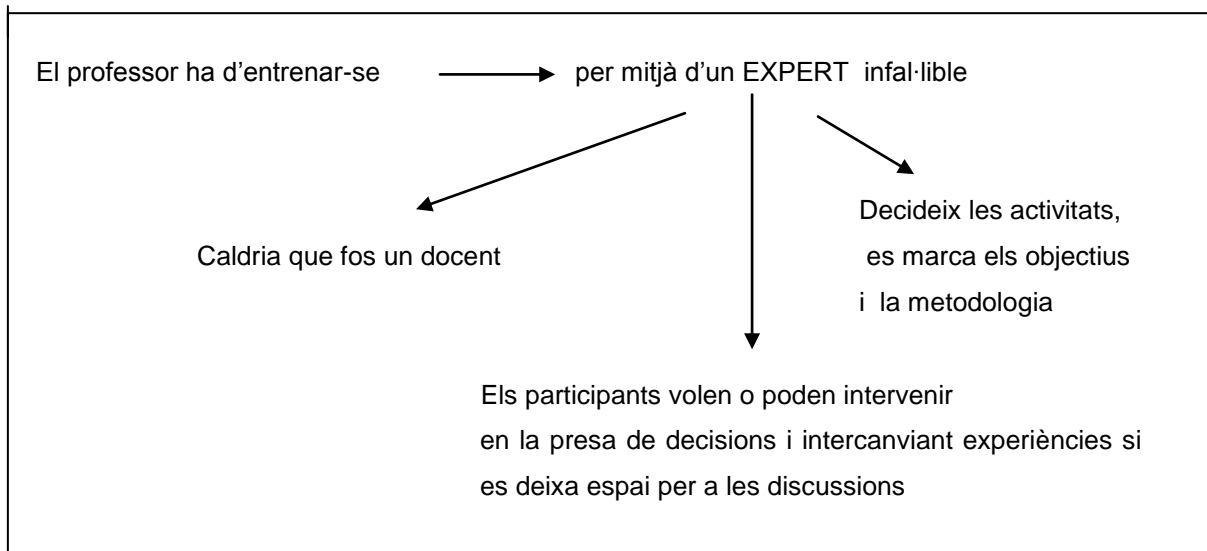 El professor ha d’entrenar-se per mitjà d’un EXPERT infal·lible
Decideix les activitats,
es marca els objectius
i la metodologia
Caldria que fos un docent
Els participants volen o poden intervenir
en la presa de decisions i intercanviant experiències si
es deixa espai per a les discussions